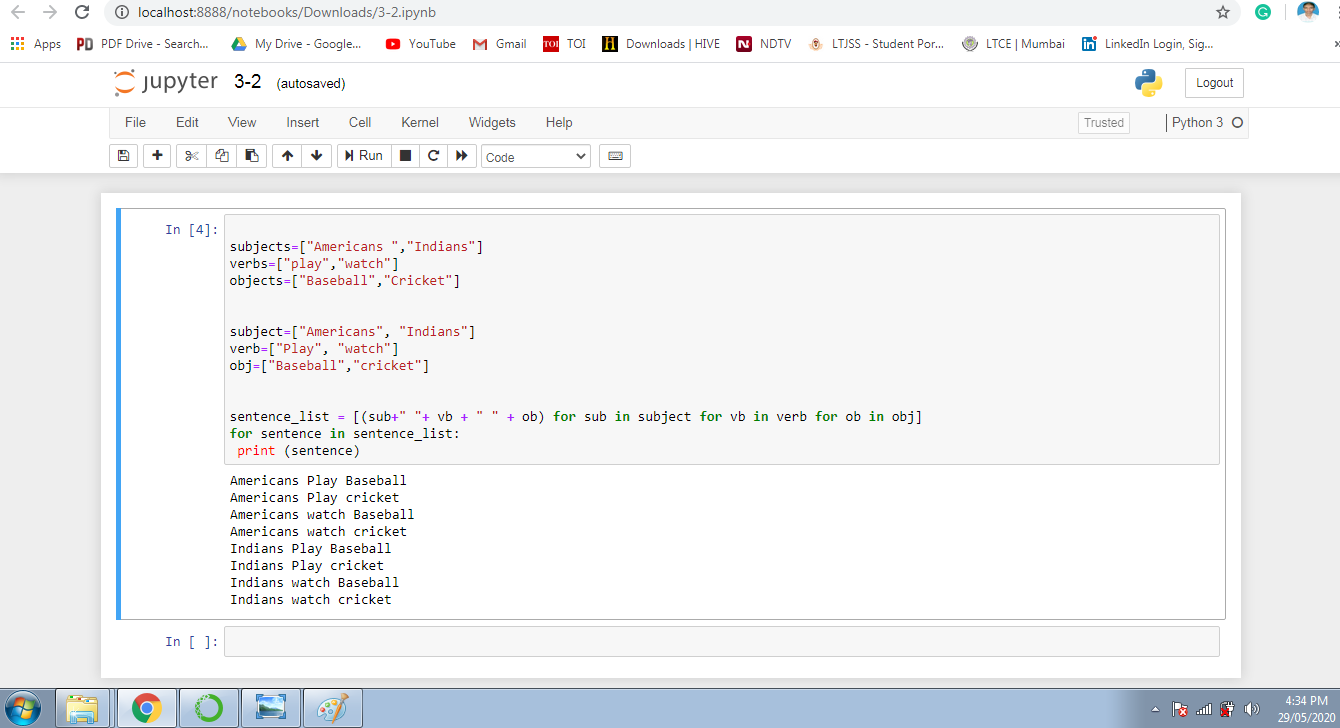 localhost:8888/notebooks/Downloads/3-2.ipynb
Apps PD PDF Drive - Search... My Drive - Google... YouTube Gmail TOI TOI H Downloads | HIVE N NDTV LTJSS - Student Por... LTCE | Mumbai in LinkedIn Login, Sig... »
jupyter 3-2 (autosaved) Logout
File Edit View Insert Cell Kernel Widgets Help Trusted Python 3
Run Code
In [4]:
subjects=["Americans ","Indians"]
verbs=["play","watch"]
objects=["Baseball","Cricket"]
subject=["Americans", "Indians"]
verb=["Play", "watch"]
obj=["Baseball","cricket"]
sentence_list = [(sub+" "+ vb + " " + ob) for sub in subject for vb in verb for ob in obj]
for sentence in sentence_list:
 print (sentence)
Americans Play Baseball
Americans Play cricket
Americans watch Baseball
Americans watch cricket
Indians Play Baseball
Indians Play cricket
Indians watch Baseball
Indians watch cricket
In [ ]:
4:34 PM
29/05/2020